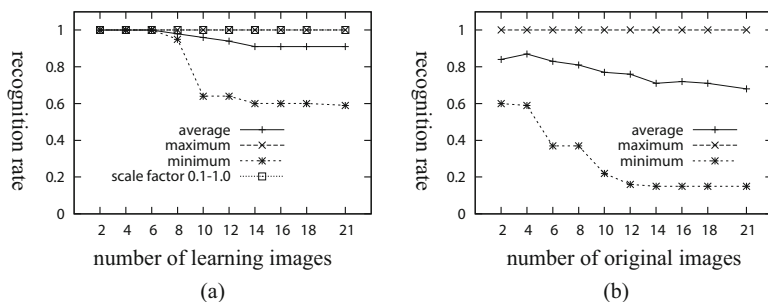 recognition rate
1
0.8
0.6
0.4
0.2
0
average
maximum
minimum
scale factor 0.1-1.0
2 4 6 8 10 12 14 16 18 21
number of learning images
(a)
recognition rate
1
0.8
0.6
0.4
0.2
0
average
maximum
minimum
2 4 6 8 10 12 14 16 18 21
number of original images
(b)